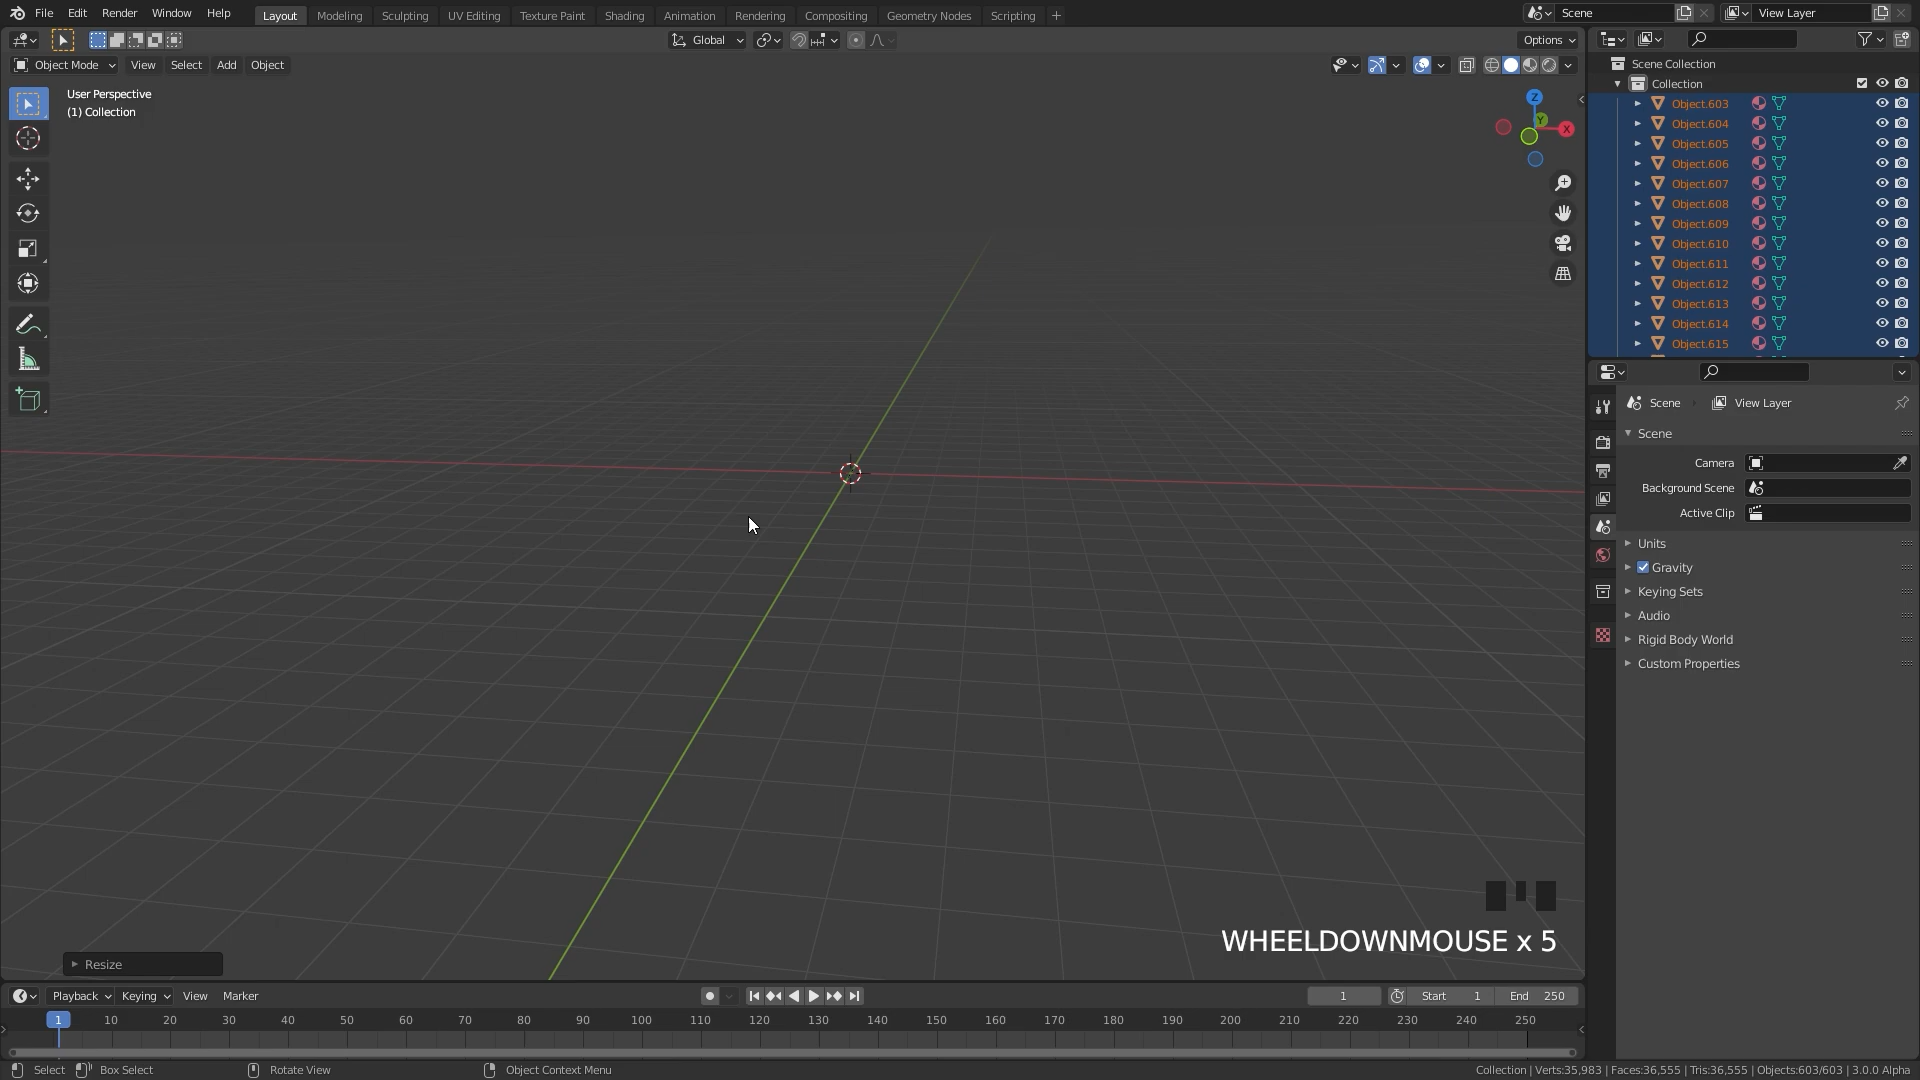 File Edit Render Window Help Layout Modeling Sculpting UV Editing Texture Paint Shading Animation Rendering Compositing Geometry Nodes Scripting + Scene View Layer
Global Options
Object Mode View Select Add Object
User Perspective
(1) Collection
Z
Y
X
Scene Collection
Collection
Object.603
Object.604
Object.605
Object.606
Object.607
Object.608
Object.609
Object.610
Object.611
Object.612
Object.613
Object.614
Object.615
Scene View Layer
Scene
Camera
Background Scene
Active Clip
Units
Gravity
Keying Sets
Audio
Rigid Body World
Custom Properties
WHEELDOWNMOUSE x 5
Resize
Playback Keying View Marker 1 Start 1 End 250
1 10 20 30 40 50 60 70 80 90 100 110 120 130 140 150 160 170 180 190 200 210 220 230 240 250
Select Box Select Rotate View Object Context Menu Collection | Verts:35,983 | Faces:36,555 | Tris:36,555 | Objects:603/603 | 3.0.0 Alpha